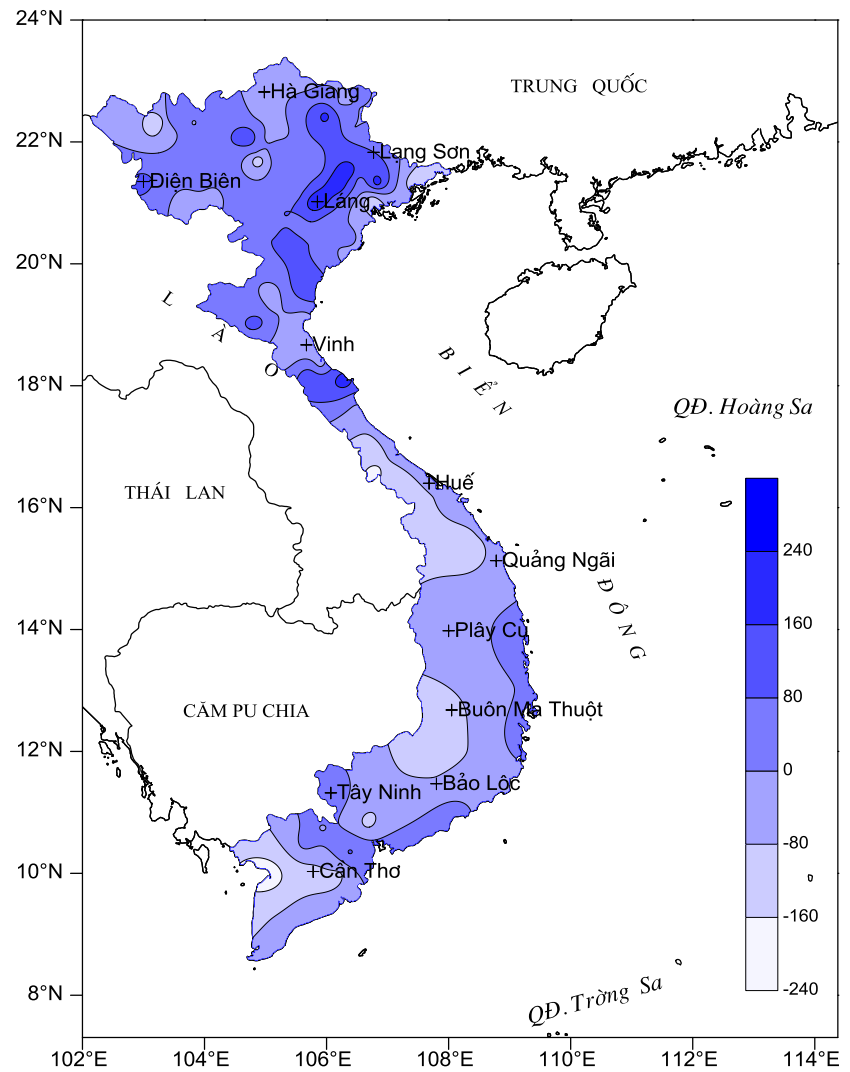 24°N
TRUNG QUỐC
Hà Giang
22°N
Lạng Sơn
Điện Biên
Láng
20°N
L À O
Vinh
BIỂN
18°N
QĐ. Hoàng Sa
THÁI LAN
Huế
16°N
Quảng Ngãi
240
ĐÔNG
160
14°N
Plây Cu
80
CĂM PU CHIA
Buôn Ma Thuột
0
12°N
Bảo Lộc
Tây Ninh
-80
10°N
Cần Thơ
-160
8°N
-240
QĐ. Trờng Sa
102°E 104°E 106°E 108°E 110°E 112°E 114°E